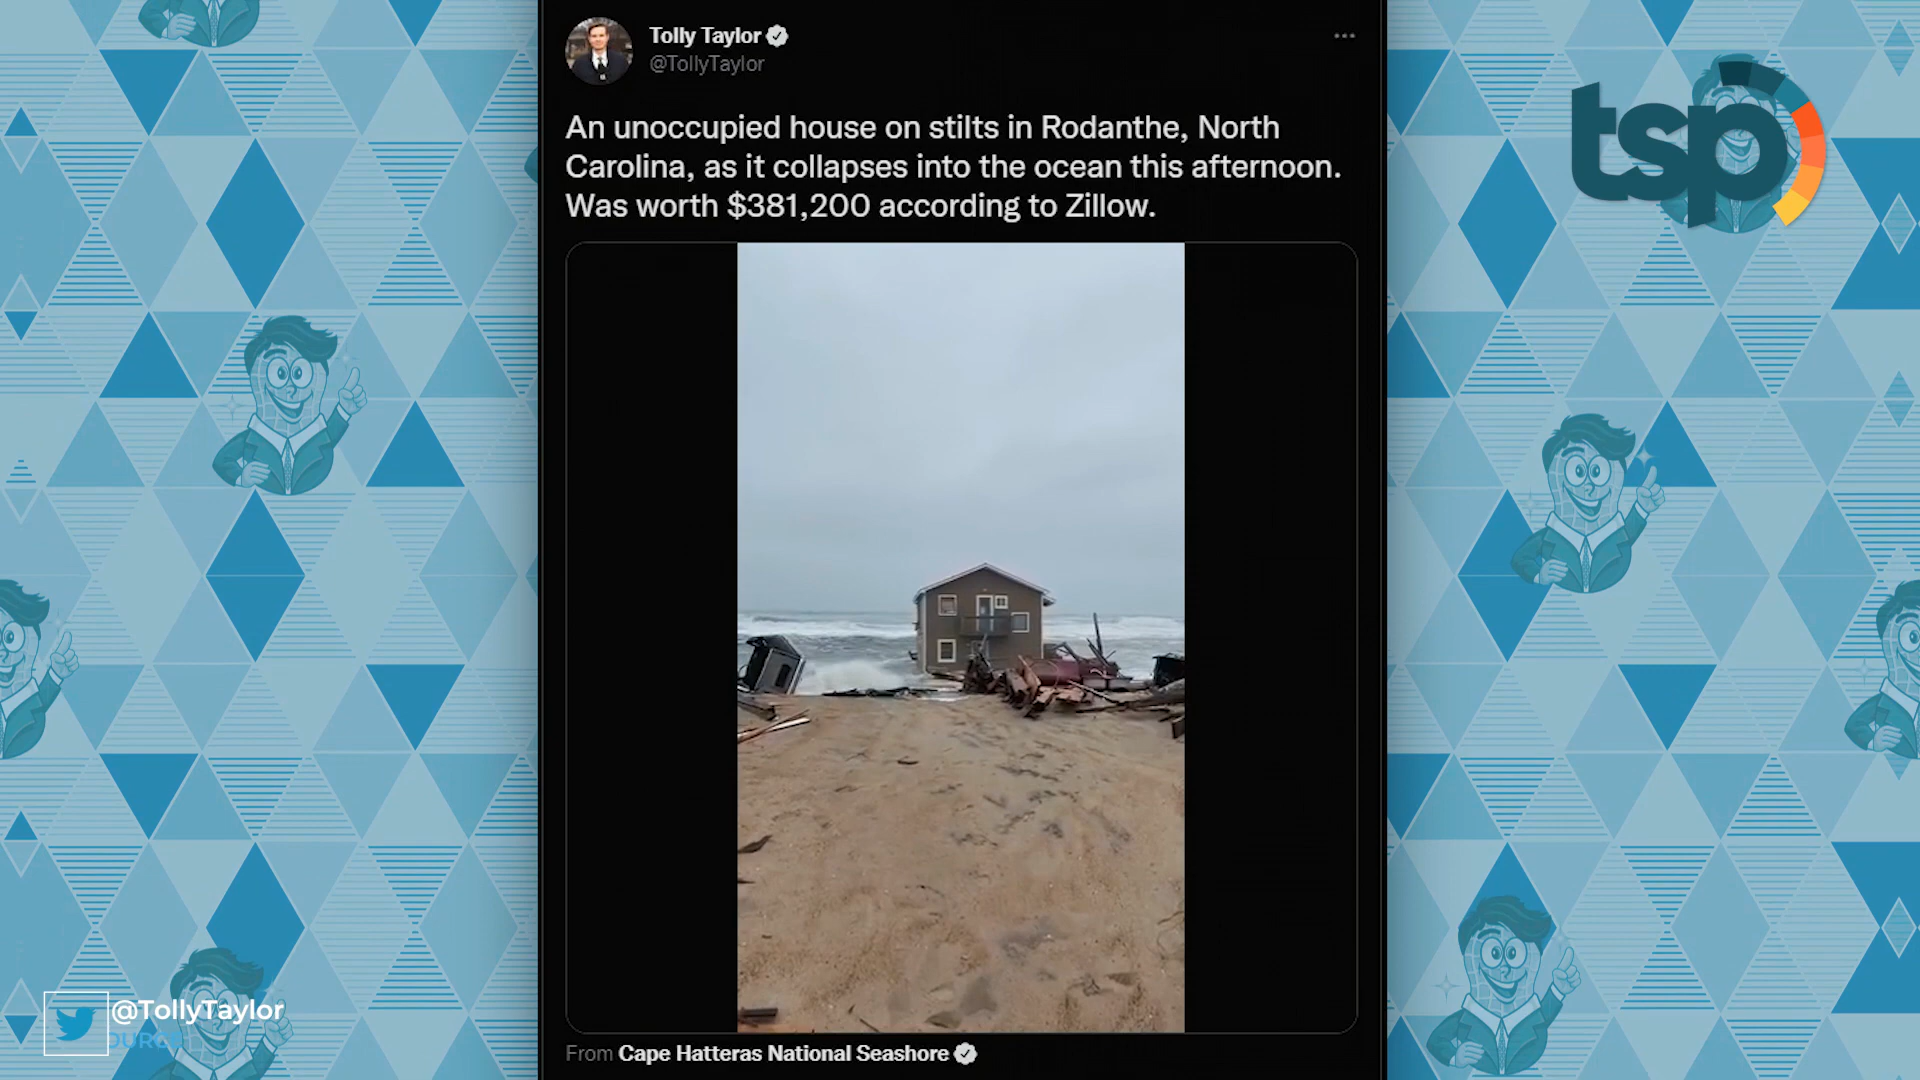 Tolly Taylor
@TollyTaylor
An unoccupied house on stilts in Rodanthe, North
Carolina, as it collapses into the ocean this afternoon.
Was worth $381,200 according to Zillow.
From Cape Hatteras National Seashore
tsp
@TollyTaylor